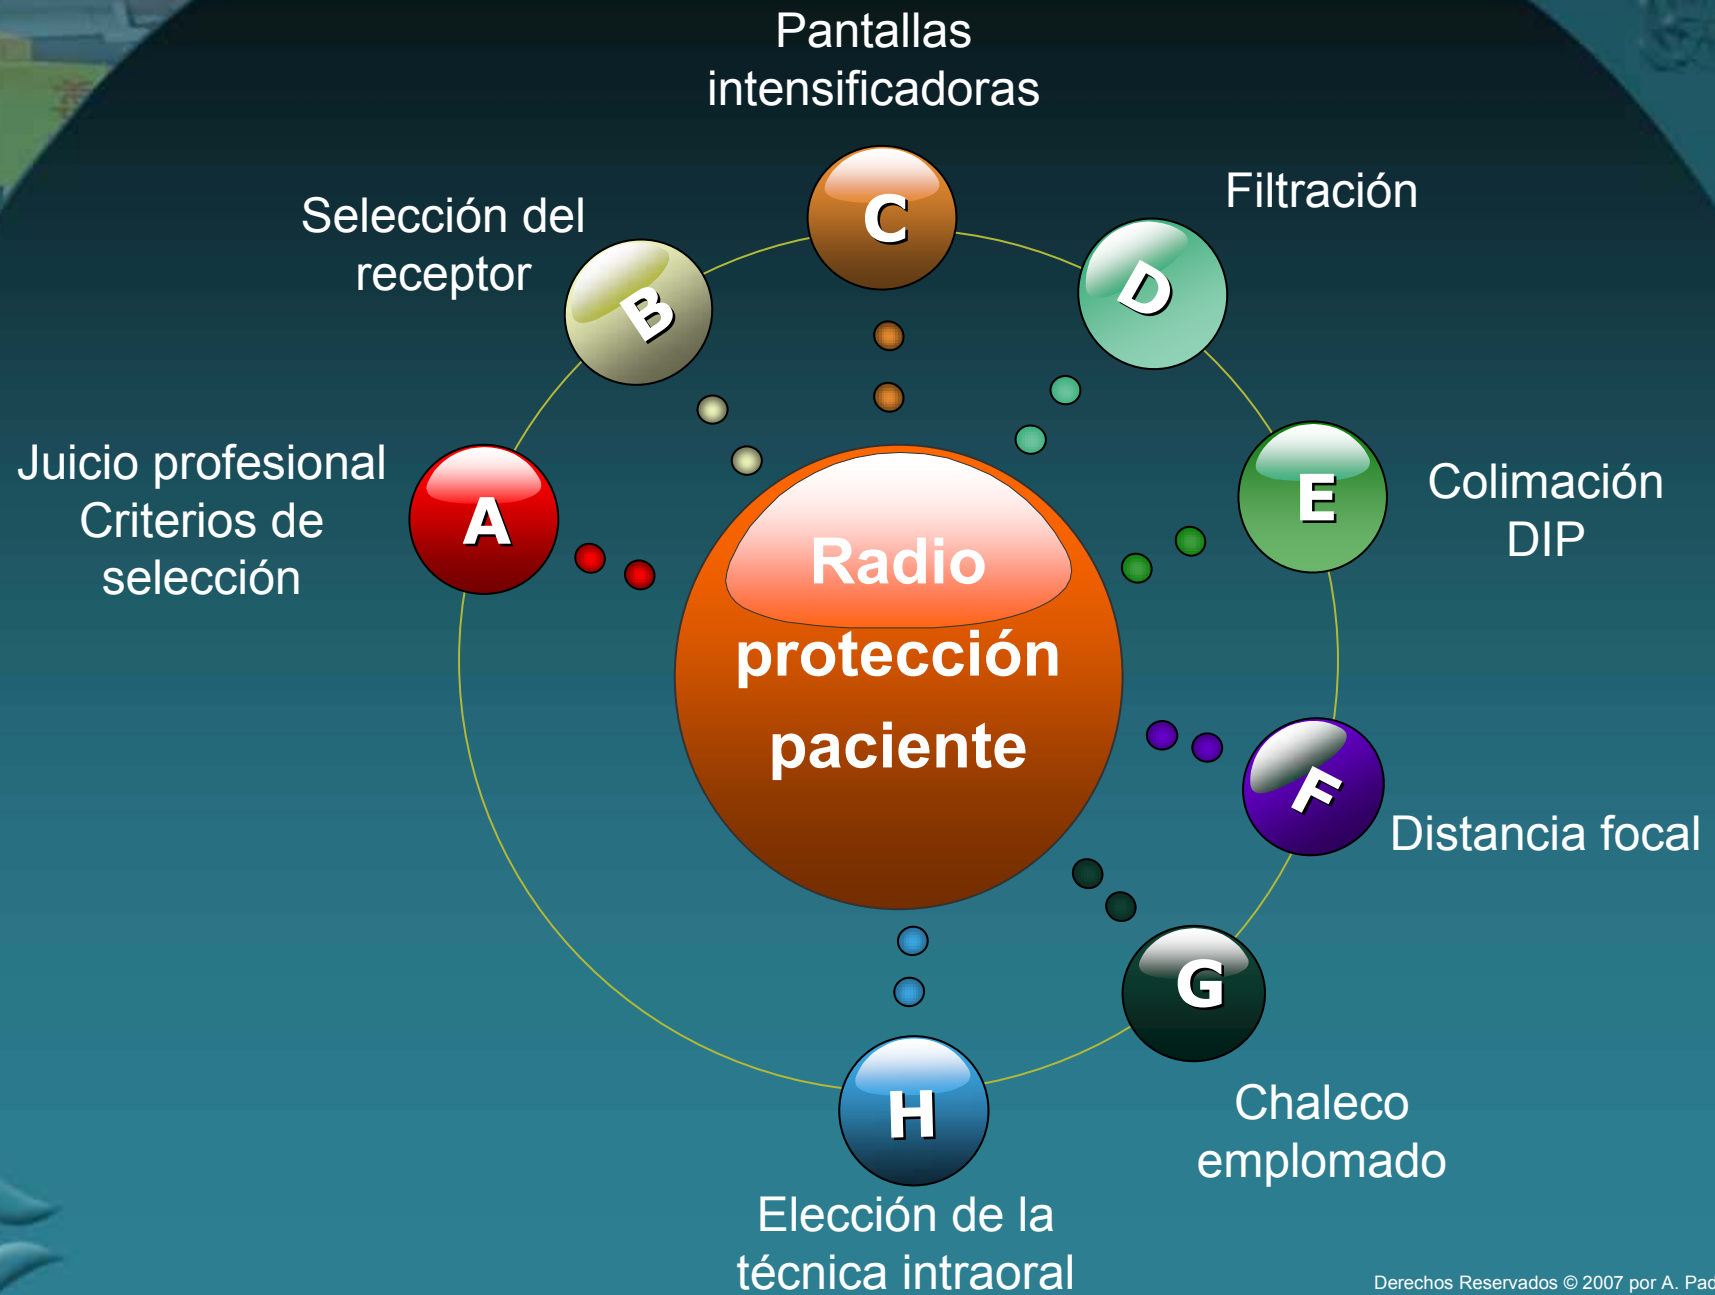 Pantallas
intensificadoras
C
Filtración
D
Selección del
receptor
B
Juicio profesional
Criterios de
selección
A
E
Colimación
DIP
Radio
protección
paciente
F
Distancia focal
G
Chaleco
emplomado
H
Elección de la
técnica intraoral
Derechos Reservados © 2007 por A.